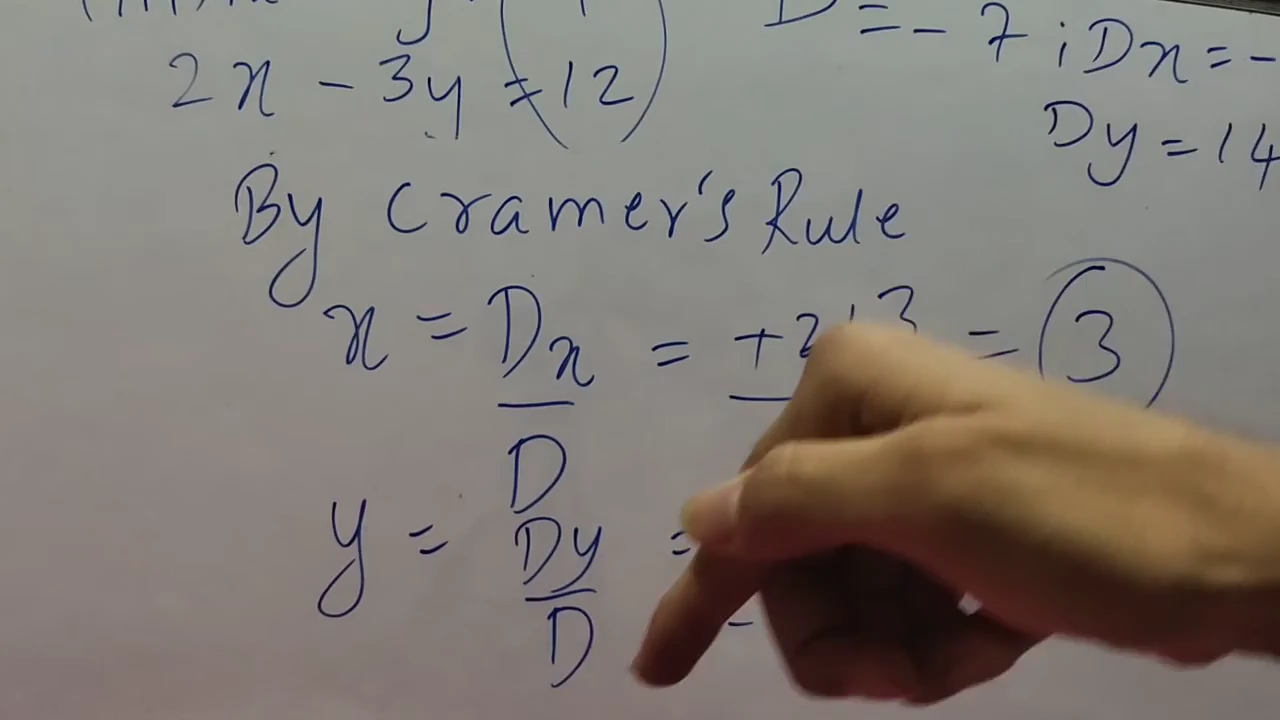 D = - 7 ; Dx = -
2x - 3y = 12
Dy = 14
By Cramer's Rule
x = Dx/D = = 3
y = Dy/D =